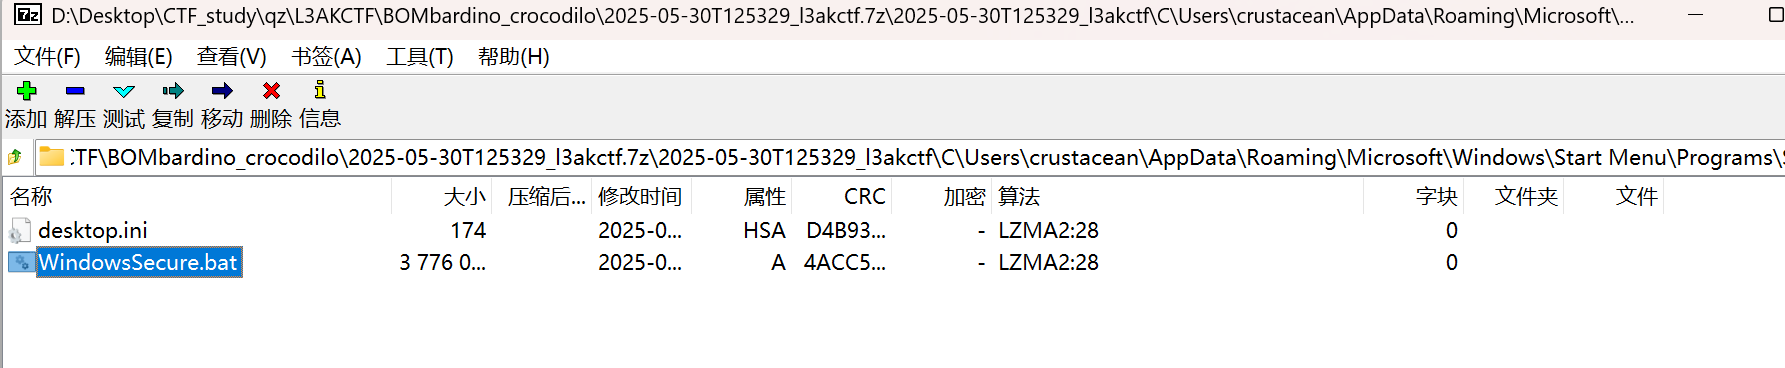 7z D:\Desktop\CTF_study\qz\L3AKCTF\BOMbardino_crocodilo\2025-05-30T125329_l3akctf.7z\2025-05-30T125329_l3akctf\C\Users\crustacean\AppData\Roaming\Microsoft\...
文件(F) 编辑(E) 查看(V) 书签(A) 工具(T) 帮助(H)
添加 解压 测试 复制 移动 删除 信息
CTF\BOMbardino_crocodilo\2025-05-30T125329_l3akctf.7z\2025-05-30T125329_l3akctf\C\Users\crustacean\AppData\Roaming\Microsoft\Windows\Start Menu\Programs\S
名称 大小 压缩后... 修改时间 属性 CRC 加密 算法 字块 文件夹 文件
desktop.ini 174 2025-0... HSA D4B93... - LZMA2:28 0
WindowsSecure.bat 3 776 0... 2025-0... A 4ACC5... - LZMA2:28 0